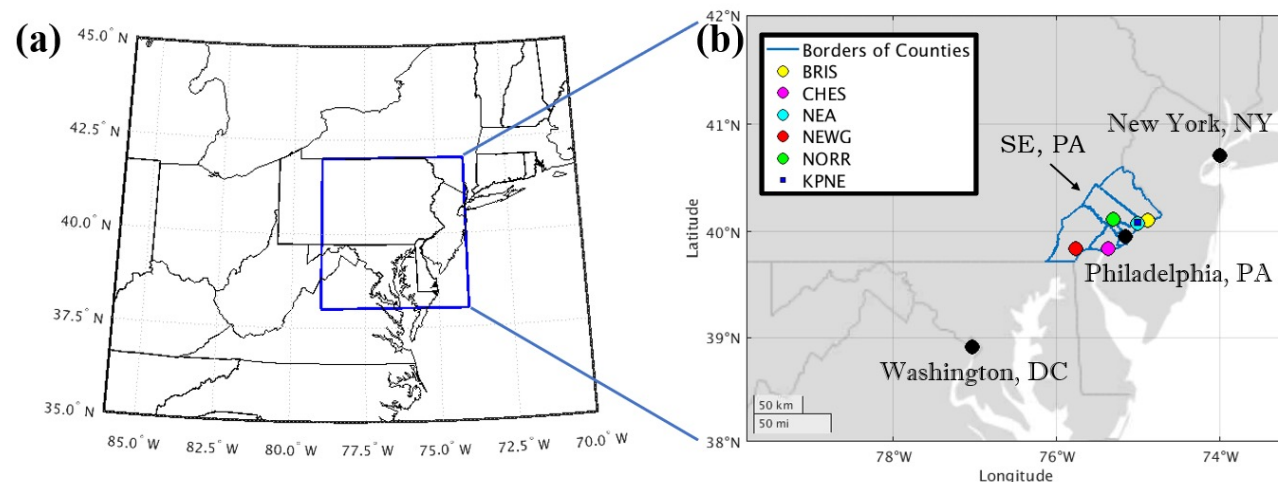 (a)
45.0° N
42.5° N
40.0° N
37.5° N
35.0° N
85.0° W
82.5° W
80.0° W
77.5° W
75.0° W
72.5° W
70.0° W
(b)
42°N
41°N
40°N
39°N
38°N
Latitude
Borders of Counties
BRIS
CHES
NEA
NEWG
NORR
KPNE
New York, NY
SE, PA
Philadelphia, PA
Washington, DC
50 km
50 mi
78°W
76°W
74°W
Longitude